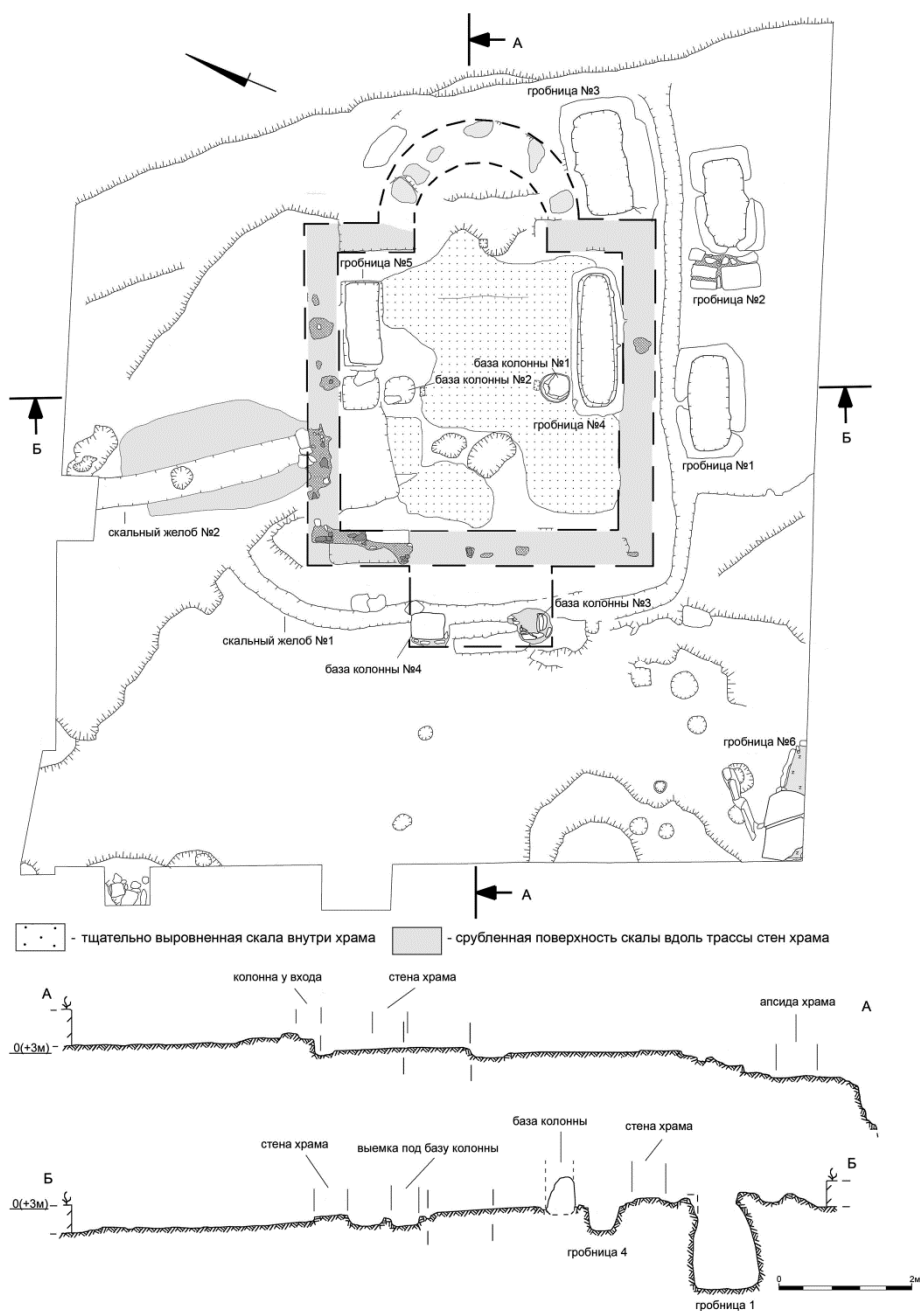 А
гробница №3
гробница №5
гробница №2
база колонны №1
база колонны №2
Б
Б
гробница №4
гробница №1
скальный желоб №2
база колонны №3
скальный желоб №1
база колонны №4
гробница №6
А
- тщательно выровненная скала внутри храма
- срубленная поверхность скалы вдоль трассы стен храма
колонна у входа
стена храма
А
апсида храма
А
0(+3м)
база колонны
стена храма
выемка под базу колонны
стена храма
Б
Б
0(+3м)
гробница 4
0
2м
гробница 1